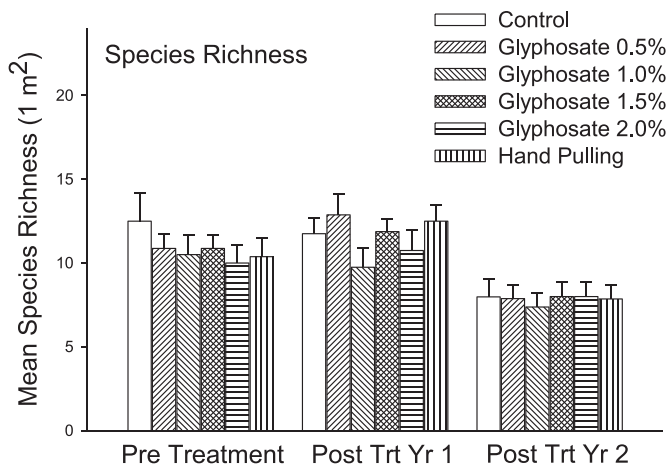 Species Richness
Control
Glyphosate 0.5%
Glyphosate 1.0%
Glyphosate 1.5%
Glyphosate 2.0%
Hand Pulling
Mean Species Richness (1 m²)
20
15
10
5
0
Pre Treatment
Post Trt Yr 1
Post Trt Yr 2